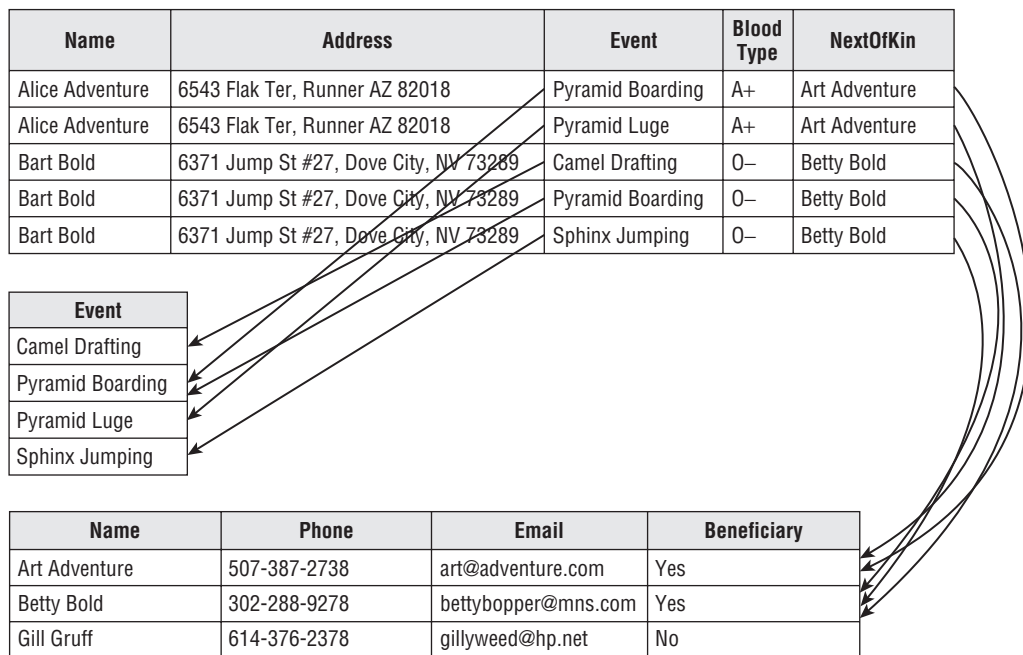 Name Address Event Blood Type NextOfKin
Alice Adventure 6543 Flak Ter, Runner AZ 82018 Pyramid Boarding A+ Art Adventure
Alice Adventure 6543 Flak Ter, Runner AZ 82018 Pyramid Luge A+ Art Adventure
Bart Bold 6371 Jump St #27, Dove City, NV 73289 Camel Drafting O– Betty Bold
Bart Bold 6371 Jump St #27, Dove City, NV 73289 Pyramid Boarding O– Betty Bold
Bart Bold 6371 Jump St #27, Dove City, NV 73289 Sphinx Jumping O– Betty Bold
Event
Camel Drafting
Pyramid Boarding
Pyramid Luge
Sphinx Jumping
Name Phone Email Beneficiary
Art Adventure 507-387-2738 art@adventure.com Yes
Betty Bold 302-288-9278 bettybopper@mns.com Yes
Gill Gruff 614-376-2378 gillyweed@hp.net No